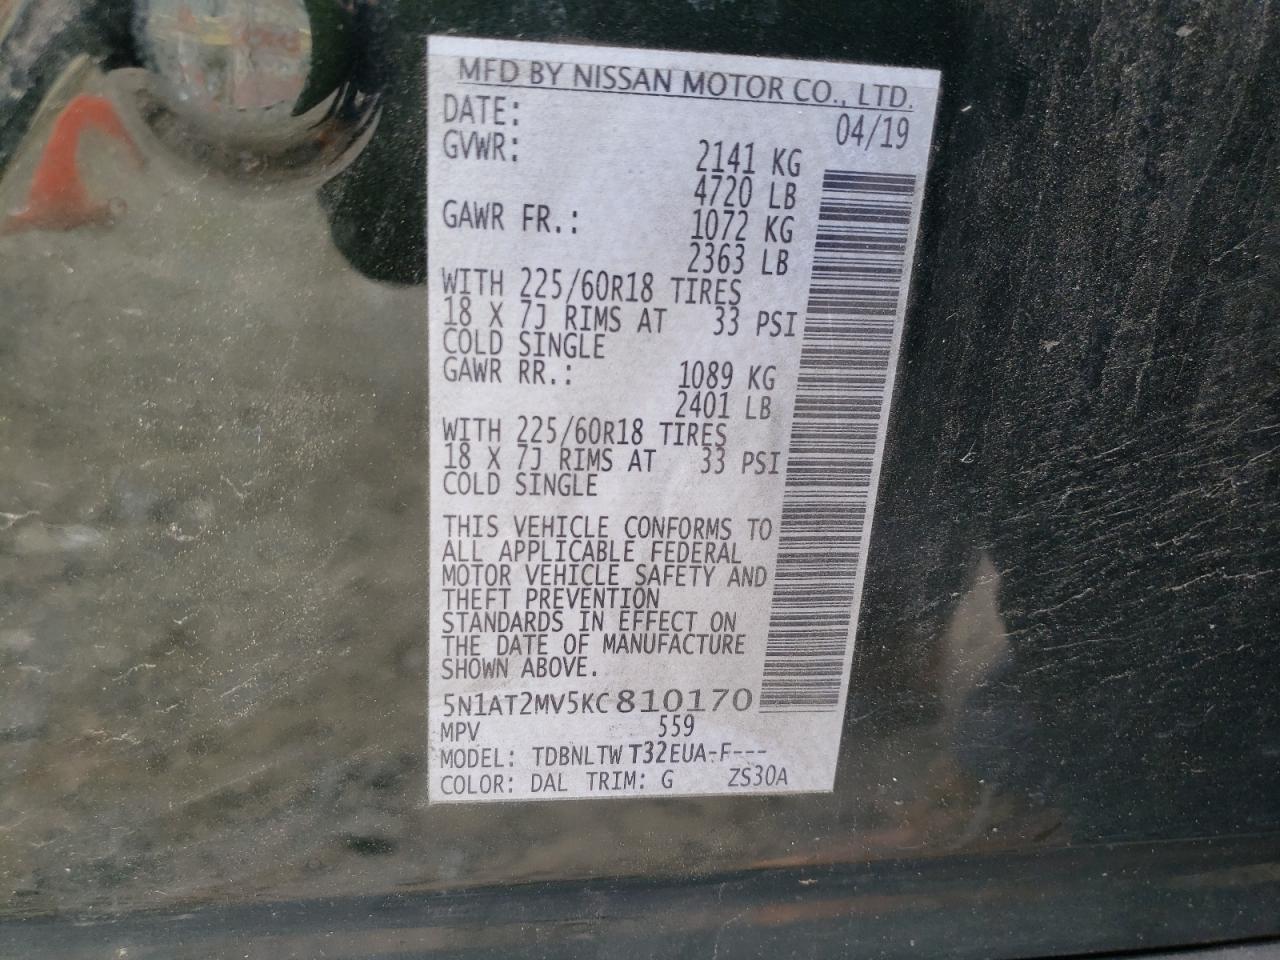 MFD BY NISSAN MOTOR CO., LTD.
DATE: 04/19
GVWR: 2141 KG
4720 LB
GAWR FR.: 1072 KG
2363 LB
WITH 225/60R18 TIRES
18 X 7J RIMS AT 33 PSI
COLD SINGLE
GAWR RR.: 1089 KG
2401 LB
WITH 225/60R18 TIRES
18 X 7J RIMS AT 33 PSI
COLD SINGLE
THIS VEHICLE CONFORMS TO
ALL APPLICABLE FEDERAL
MOTOR VEHICLE SAFETY AND
THEFT PREVENTION
STANDARDS IN EFFECT ON
THE DATE OF MANUFACTURE
SHOWN ABOVE.
5N1AT2MV5KC810170
MPV 559
MODEL: TDBNLTW T32EUA-F---
COLOR: DAL TRIM: G ZS30A